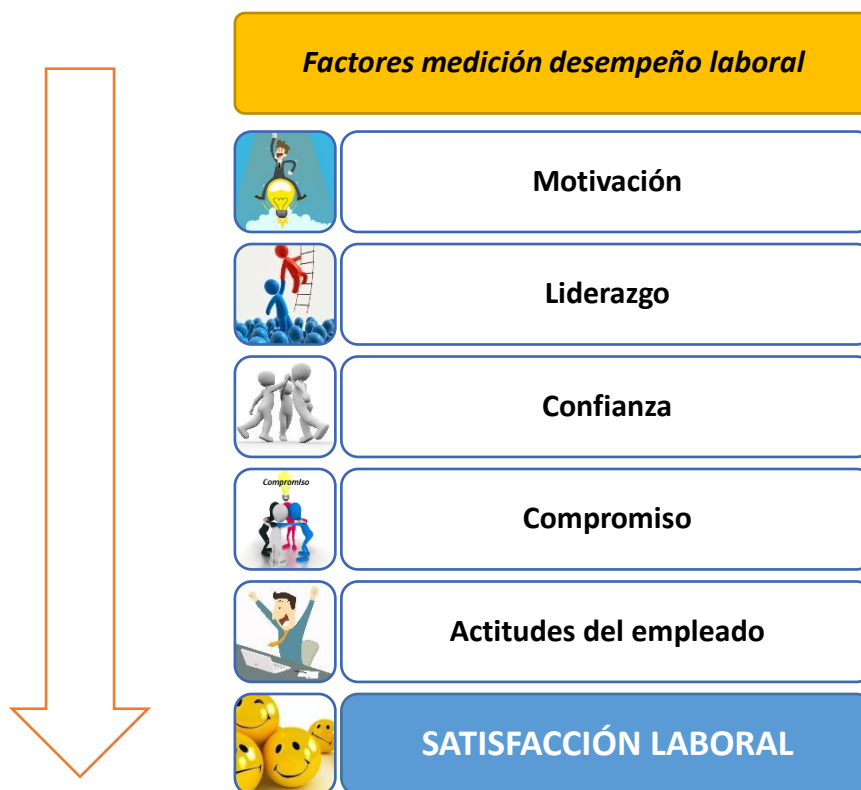 Factores medición desempeño laboral
Motivación
Liderazgo
Confianza
Compromiso
Compromiso
Actitudes del empleado
SATISFACCIÓN LABORAL